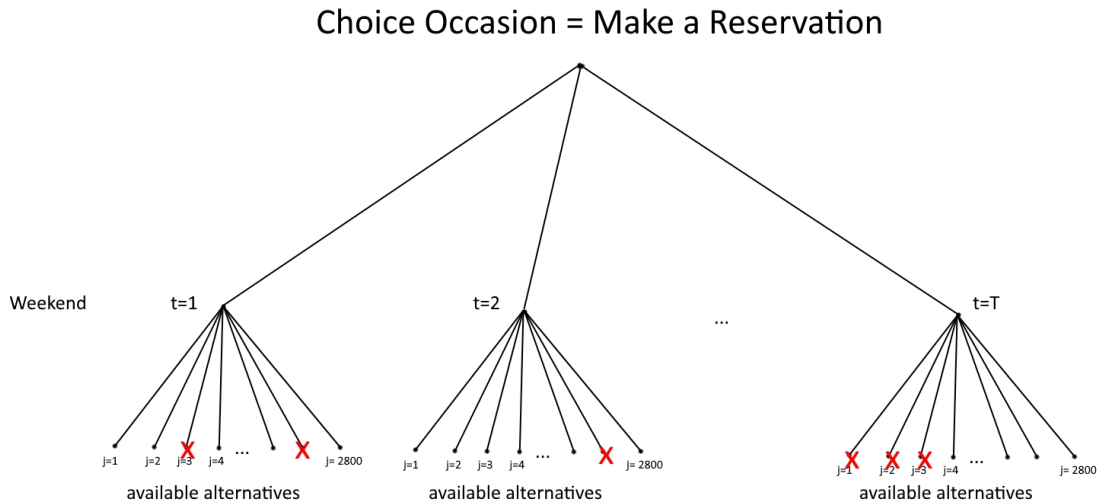 Choice Occasion = Make a Reservation
Weekend t=1 t=2 ... t=T
j=1 j=2 j=3 j=4 ... j= 2800 j=1 j=2 j=3 j=4 ... j= 2800 j=1 j=2 j=3 j=4 ... j= 2800
available alternatives available alternatives available alternatives